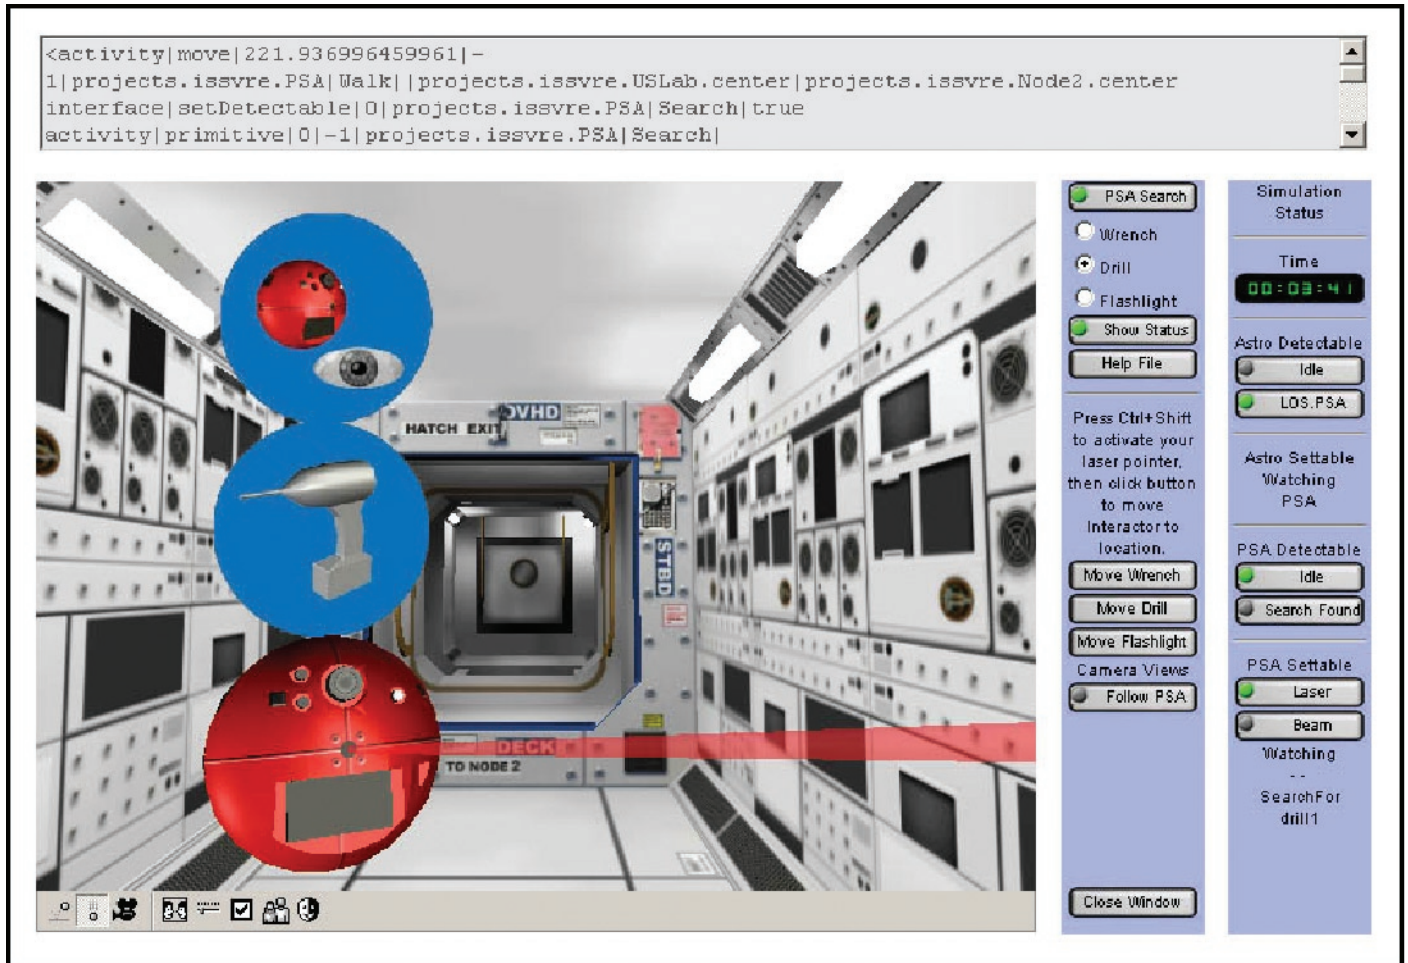 <activity|move|221.936996459961|-
1|projects.issvre.PSA|Walk||projects.issvre.USLab.center|projects.issvre.Node2.center
interface|setDetectable|0|projects.issvre.PSA|Search|true
activity|primitive|0|-1|projects.issvre.PSA|Search|
OVHD
HATCH EXIT
STBD
DECK
TO NODE 2
PSA Search
Wrench
Drill
Flashlight
Show Status
Help File
Press Ctrl+Shift
to activate your
laser pointer,
then click button
to move
Interactor to
location.
Move Wrench
Move Drill
Move Flashlight
Camera Views
Follow PSA
Close Window
Simulation
Status
Time
00:03:41
Astro Detectable
Idle
LOS.PSA
Astro Settable
Watching
PSA
PSA Detectable
Idle
Search Found
PSA Settable
Laser
Beam
Watching
--
SearchFor
drill1